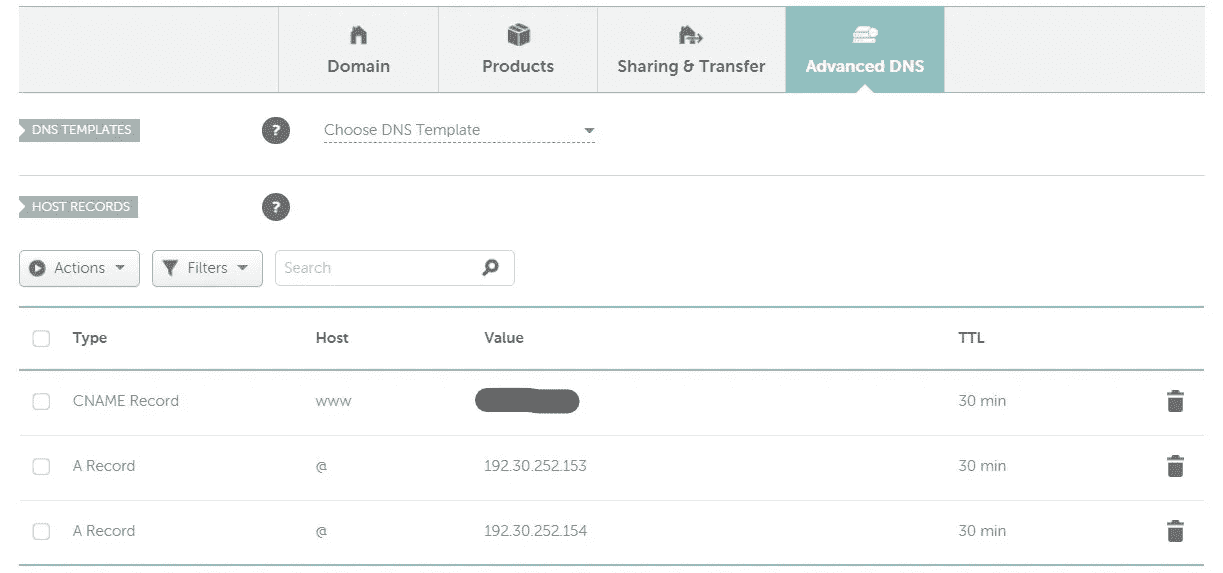 Domain Products Sharing & Transfer Advanced DNS
DNS TEMPLATES ? Choose DNS Template
HOST RECORDS ?
Actions Filters Search
Type Host Value TTL
CNAME Record www 30 min
A Record @ 192.30.252.153 30 min
A Record @ 192.30.252.154 30 min